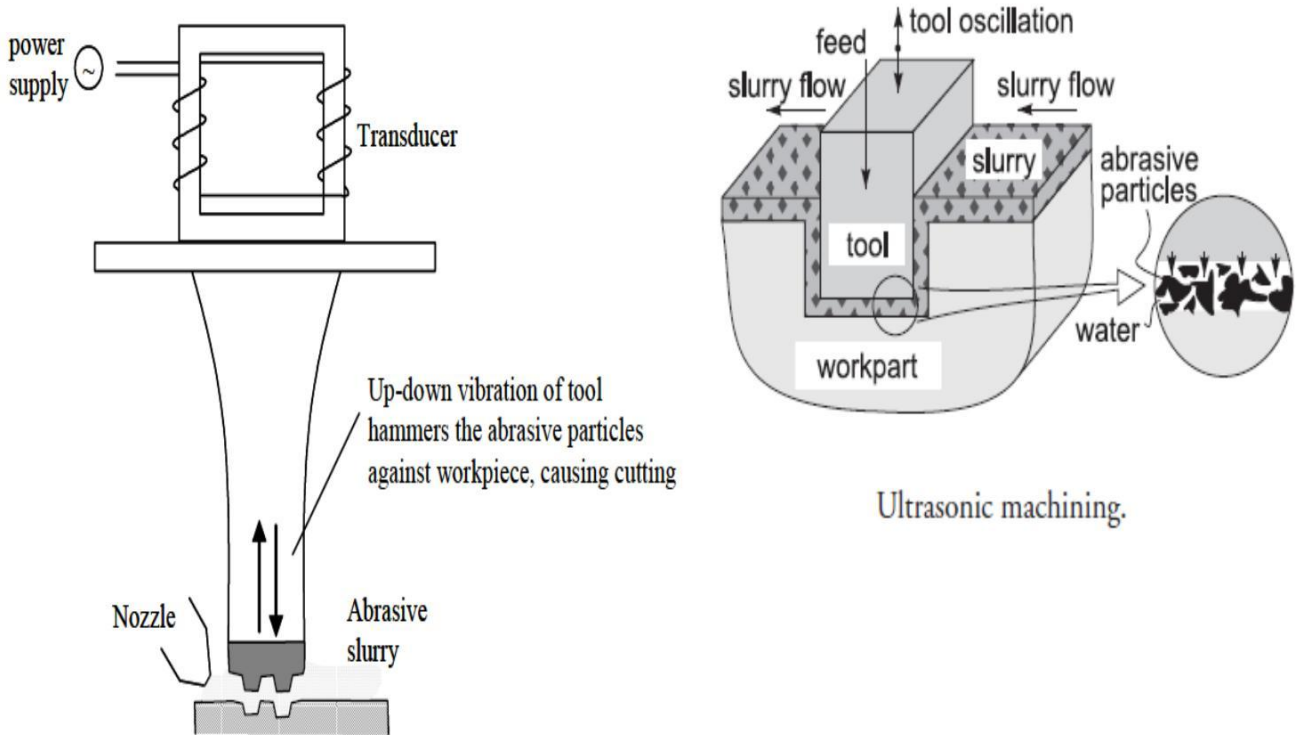 power
supply
~
Transducer
Up-down vibration of tool
hammers the abrasive particles
against workpiece, causing cutting
Nozzle
Abrasive
slurry
tool oscillation
feed
slurry flow
slurry flow
slurry
abrasive
particles
tool
water
workpart
Ultrasonic machining.